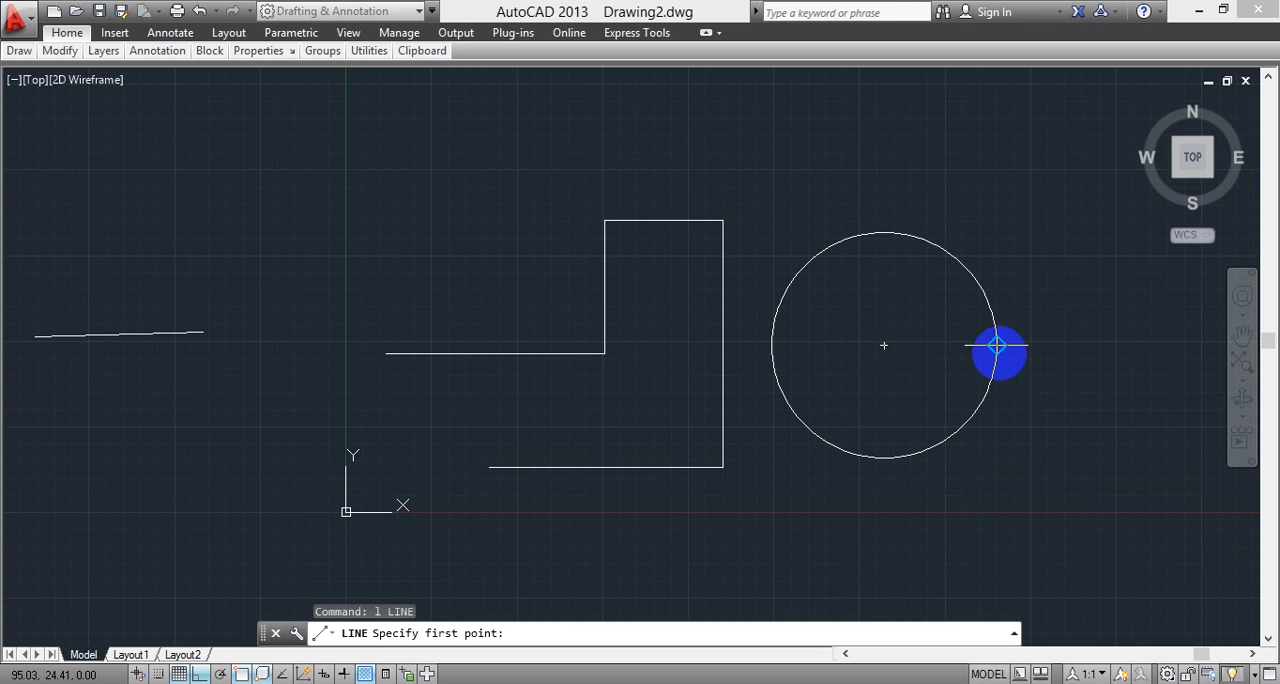 Drafting & Annotation
AutoCAD 2013 Drawing2.dwg
Type a keyword or phrase
Sign In
Home Insert Annotate Layout Parametric View Manage Output Plug-ins Online Express Tools
Draw Modify Layers Annotation Block Properties Groups Utilities Clipboard
[−][Top][2D Wireframe]
N
W TOP E
S
WCS
Y
X
Command: l LINE
LINE Specify first point:
Model Layout1 Layout2
95.03, 24.41, 0.00 MODEL 1:1